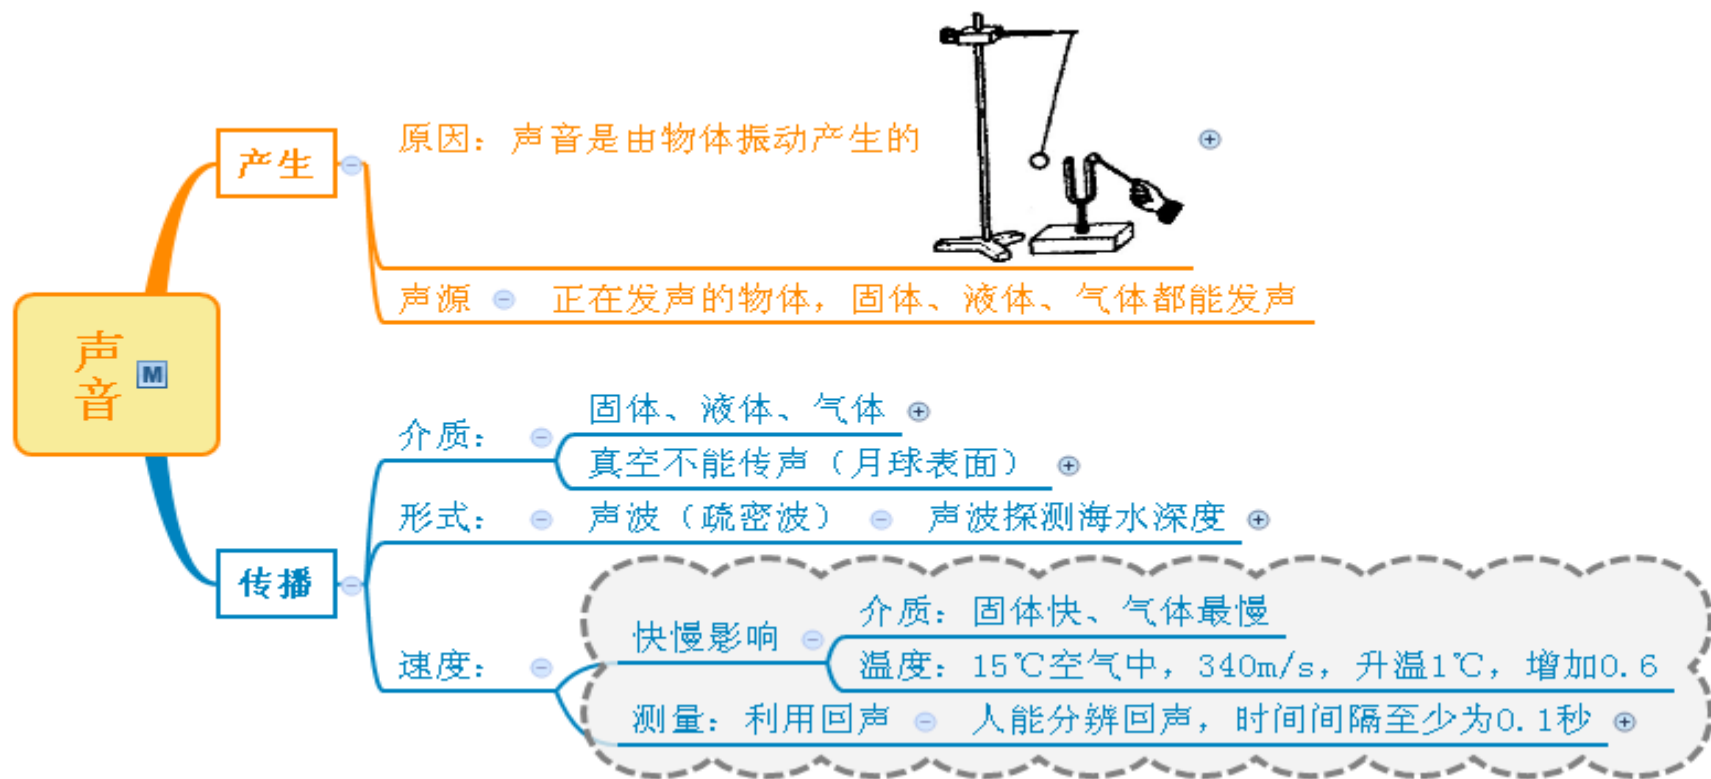 声音
M
产生
原因：声音是由物体振动产生的
声源
正在发声的物体，固体、液体、气体都能发声
传播
介质：
固体、液体、气体
真空不能传声（月球表面）
形式：
声波（疏密波）
声波探测海水深度
速度：
快慢影响
介质：固体快、气体最慢
温度：15℃空气中，340m/s，升温1℃，增加0.6
测量：利用回声
人能分辨回声，时间间隔至少为0.1秒